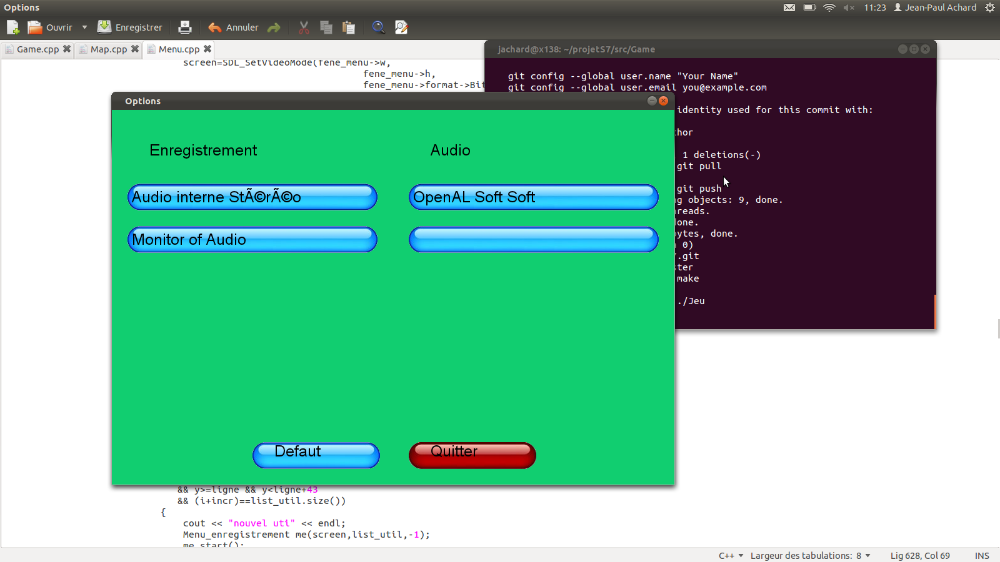 Options
11:23 Jean-Paul Achard
Ouvrir Enregistrer Annuler
Game.cpp Map.cpp Menu.cpp
screen=SDL_SetVideoMode(fene_menu->w,
fene_menu->h,
fene_menu->format->Bit
jachard@x138: ~/projetS7/src/Game
git config --global user.name "Your Name"
git config --global user.email you@example.com
identity used for this commit with:
thor
1 deletions(-)
git pull
git push
ng objects: 9, done.
hreads.
done.
bytes, done.
0)
.git
ster
make
./Jeu
Options
Enregistrement Audio
Audio interne StÃ©rÃ©o OpenAL Soft Soft
Monitor of Audio
Defaut Quitter
&& y>=ligne && y<ligne+43
&& (i+incr)==list_util.size())
{
cout << "nouvel uti" << endl;
Menu_enregistrement me(screen,list_util,-1);
me.start();
C++ Largeur des tabulations: 8 Lig 628, Col 69 INS